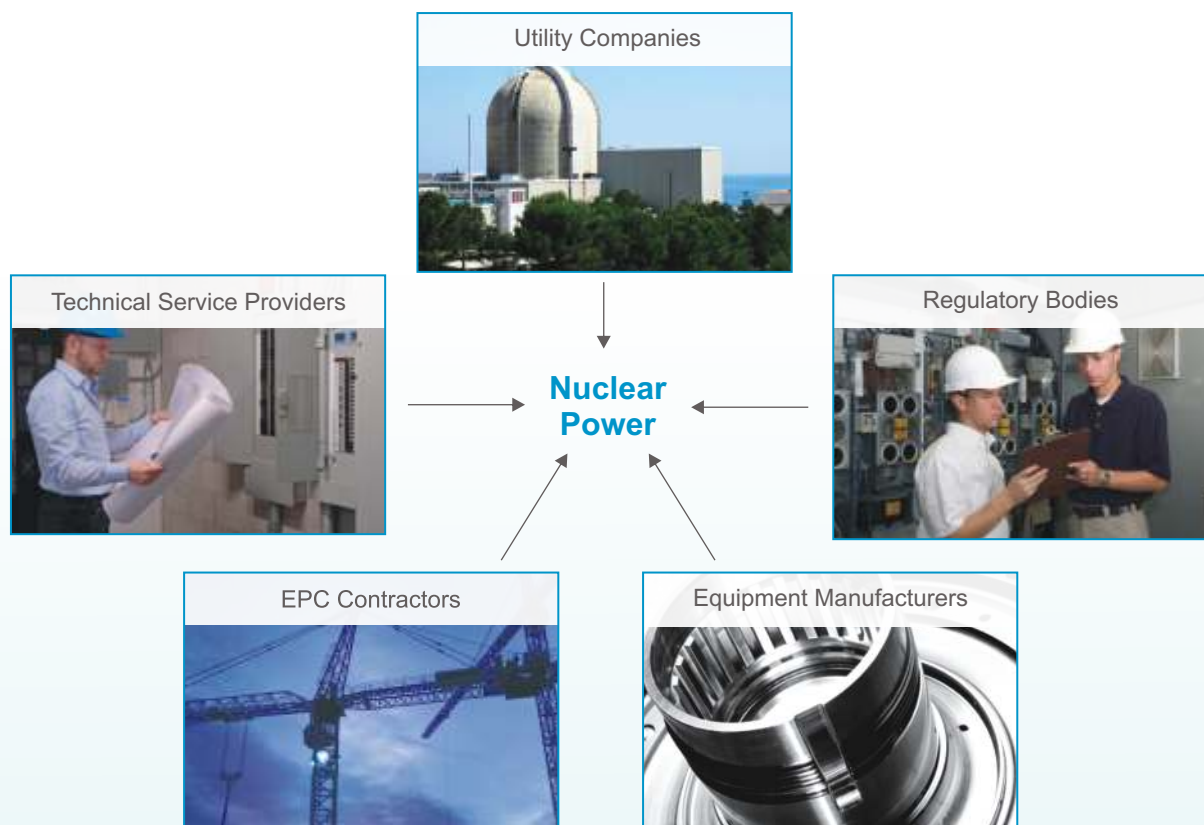 Utility Companies
Technical Service Providers
Regulatory Bodies
Nuclear
Power
EPC Contractors
Equipment Manufacturers